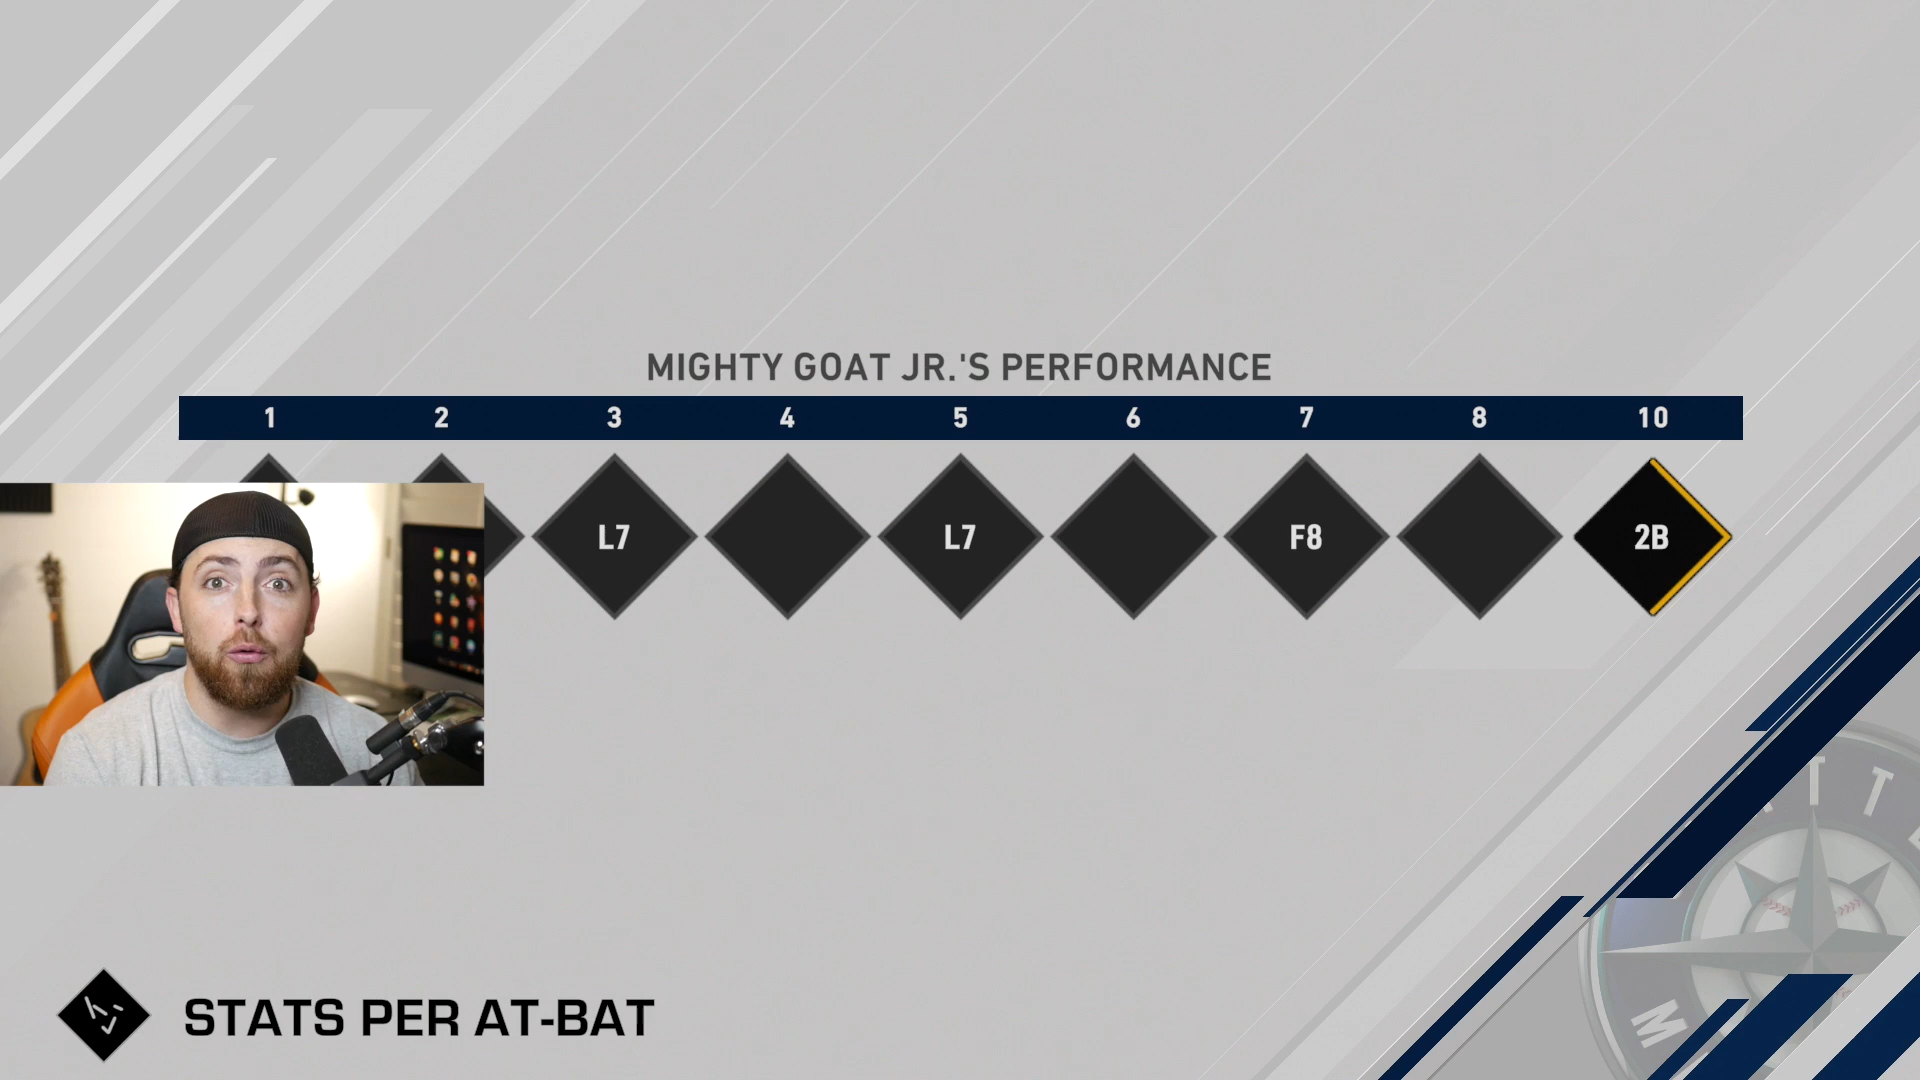 MIGHTY GOAT JR.'S PERFORMANCE
1 2 3 4 5 6 7 8 10
L7 L7 F8 2B
STATS PER AT-BAT
TT
M